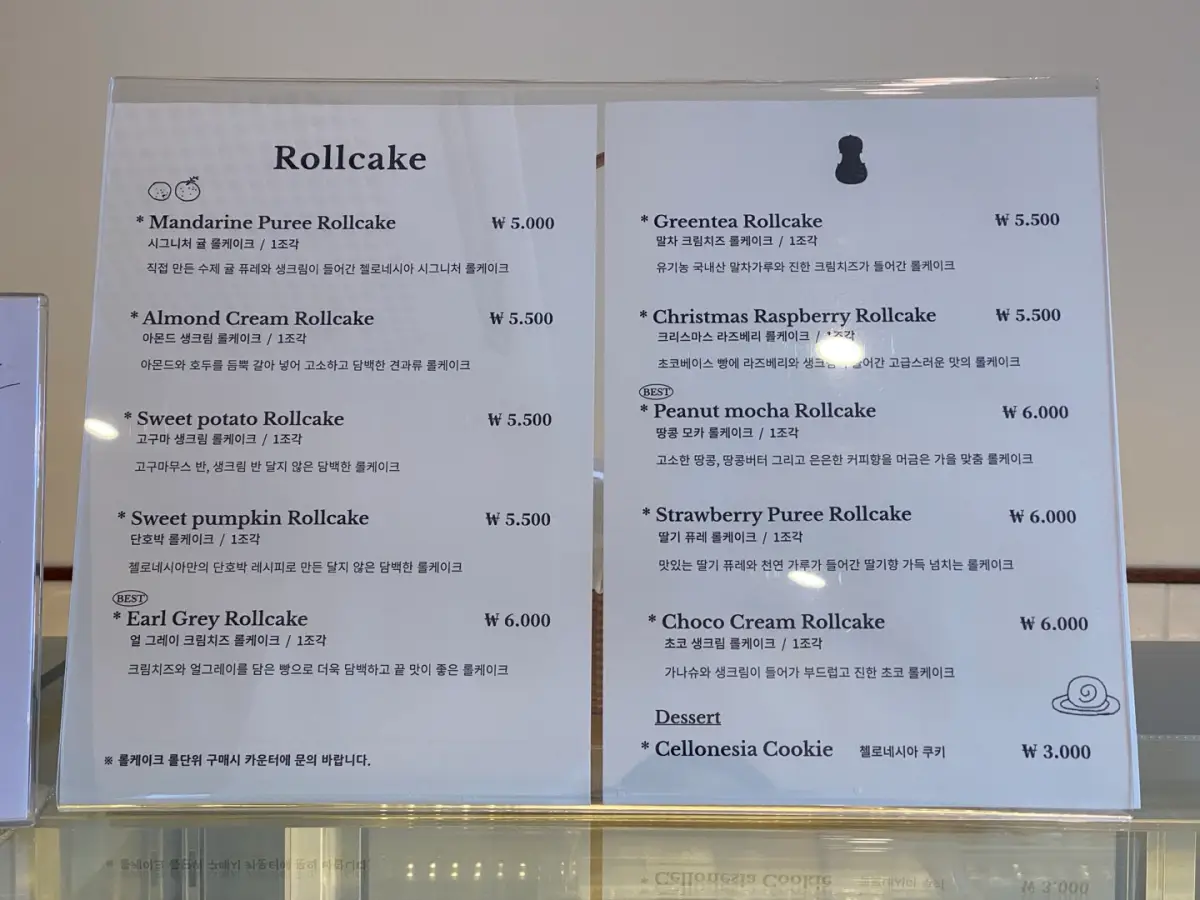 Rollcake
* Mandarine Puree Rollcake ₩ 5.000
시그니처 귤 롤케이크 / 1조각
직접 만든 수제 귤 퓨레와 생크림이 들어간 첼로네시아 시그니처 롤케이크
* Almond Cream Rollcake ₩ 5.500
아몬드 생크림 롤케이크 / 1조각
아몬드와 호두를 듬뿍 갈아 넣어 고소하고 담백한 견과류 롤케이크
* Sweet potato Rollcake ₩ 5.500
고구마 생크림 롤케이크 / 1조각
고구마무스 반, 생크림 반 달지 않은 담백한 롤케이크
* Sweet pumpkin Rollcake ₩ 5.500
단호박 롤케이크 / 1조각
첼로네시아만의 단호박 레시피로 만든 달지 않은 담백한 롤케이크
BEST
* Earl Grey Rollcake ₩ 6.000
얼 그레이 크림치즈 롤케이크 / 1조각
크림치즈와 얼그레이를 담은 빵으로 더욱 담백하고 끝 맛이 좋은 롤케이크
※ 롤케이크 롤단위 구매시 카운터에 문의 바랍니다.
* Greentea Rollcake ₩ 5.500
말차 크림치즈 롤케이크 / 1조각
유기농 국내산 말차가루와 진한 크림치즈가 들어간 롤케이크
* Christmas Raspberry Rollcake ₩ 5.500
크리스마스 라즈베리 롤케이크 / 1조각
초코베이스 빵에 라즈베리와 생크림이 들어간 고급스러운 맛의 롤케이크
BEST
* Peanut mocha Rollcake ₩ 6.000
땅콩 모카 롤케이크 / 1조각
고소한 땅콩, 땅콩버터 그리고 은은한 커피향을 머금은 가을 맞춤 롤케이크
* Strawberry Puree Rollcake ₩ 6.000
딸기 퓨레 롤케이크 / 1조각
맛있는 딸기 퓨레와 천연 가루가 들어간 딸기향 가득 넘치는 롤케이크
* Choco Cream Rollcake ₩ 6.000
초코 생크림 롤케이크 / 1조각
가나슈와 생크림이 들어가 부드럽고 진한 초코 롤케이크
Dessert
* Cellonesia Cookie 첼로네시아 쿠키 ₩ 3.000